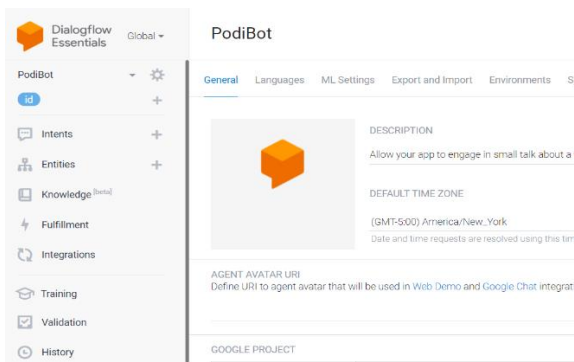 Dialogflow
Essentials
Global
PodiBot
PodiBot
id
General Languages ML Settings Export and Import Environments S
Intents
Entities
Knowledge [beta]
Fulfillment
Integrations
Training
Validation
History
DESCRIPTION
Allow your app to engage in small talk about a
DEFAULT TIME ZONE
(GMT-5:00) America/New_York
Date and time requests are resolved using this tim
AGENT AVATAR URI
Define URI to agent avatar that will be used in Web Demo and Google Chat integrat
GOOGLE PROJECT